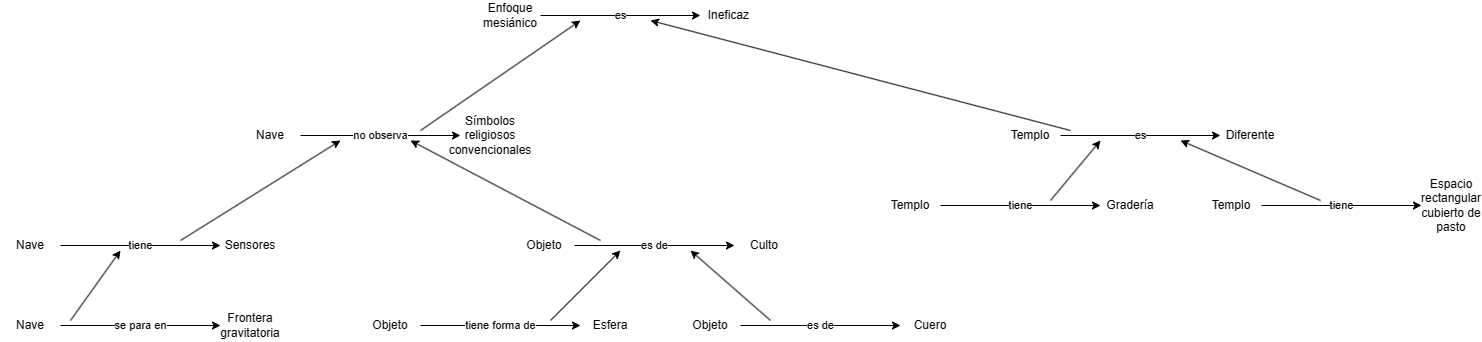 Enfoque
mesiánico es Ineficaz
Nave no observa Símbolos
religiosos
convencionales
Templo es Diferente
Templo tiene Gradería
Templo tiene Espacio
rectangular
cubierto de
pasto
Nave tiene Sensores
Objeto es de Culto
Nave se para en Frontera
gravitatoria
Objeto tiene forma de Esfera
Objeto es de Cuero